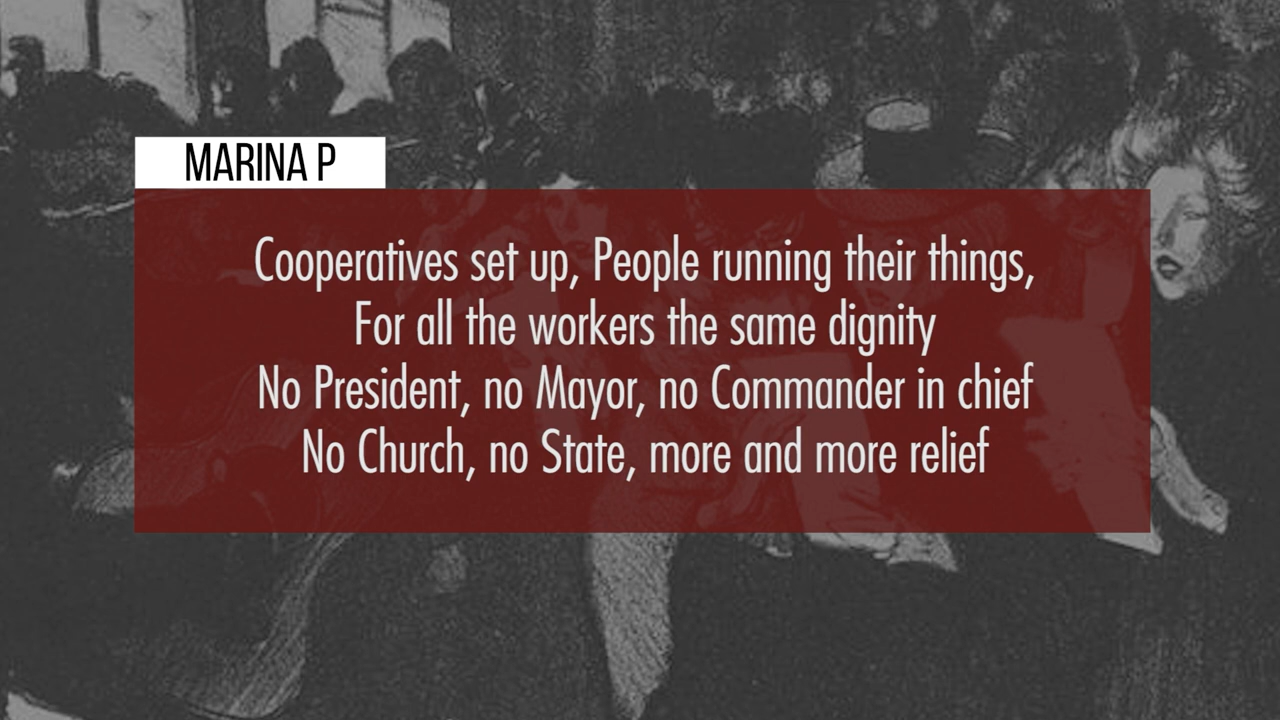 MARINA P
Cooperatives set up, People running their things,
For all the workers the same dignity
No President, no Mayor, no Commander in chief
No Church, no State, more and more relief